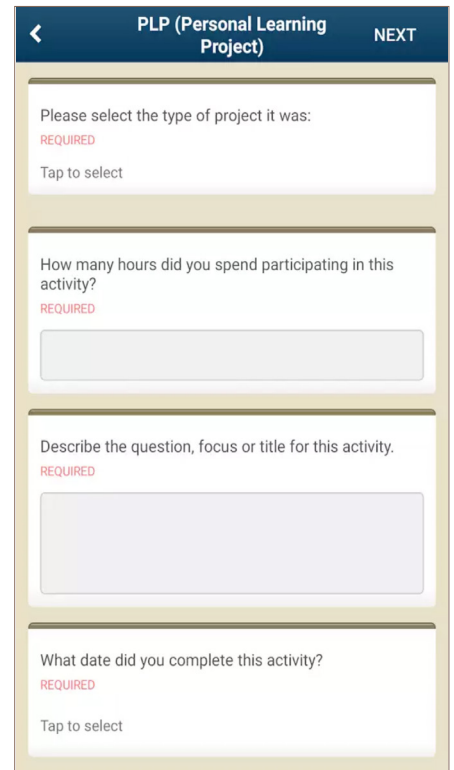 PLP (Personal Learning
Project)
NEXT
Please select the type of project it was:
REQUIRED
Tap to select
How many hours did you spend participating in this
activity?
REQUIRED
Describe the question, focus or title for this activity.
REQUIRED
What date did you complete this activity?
REQUIRED
Tap to select